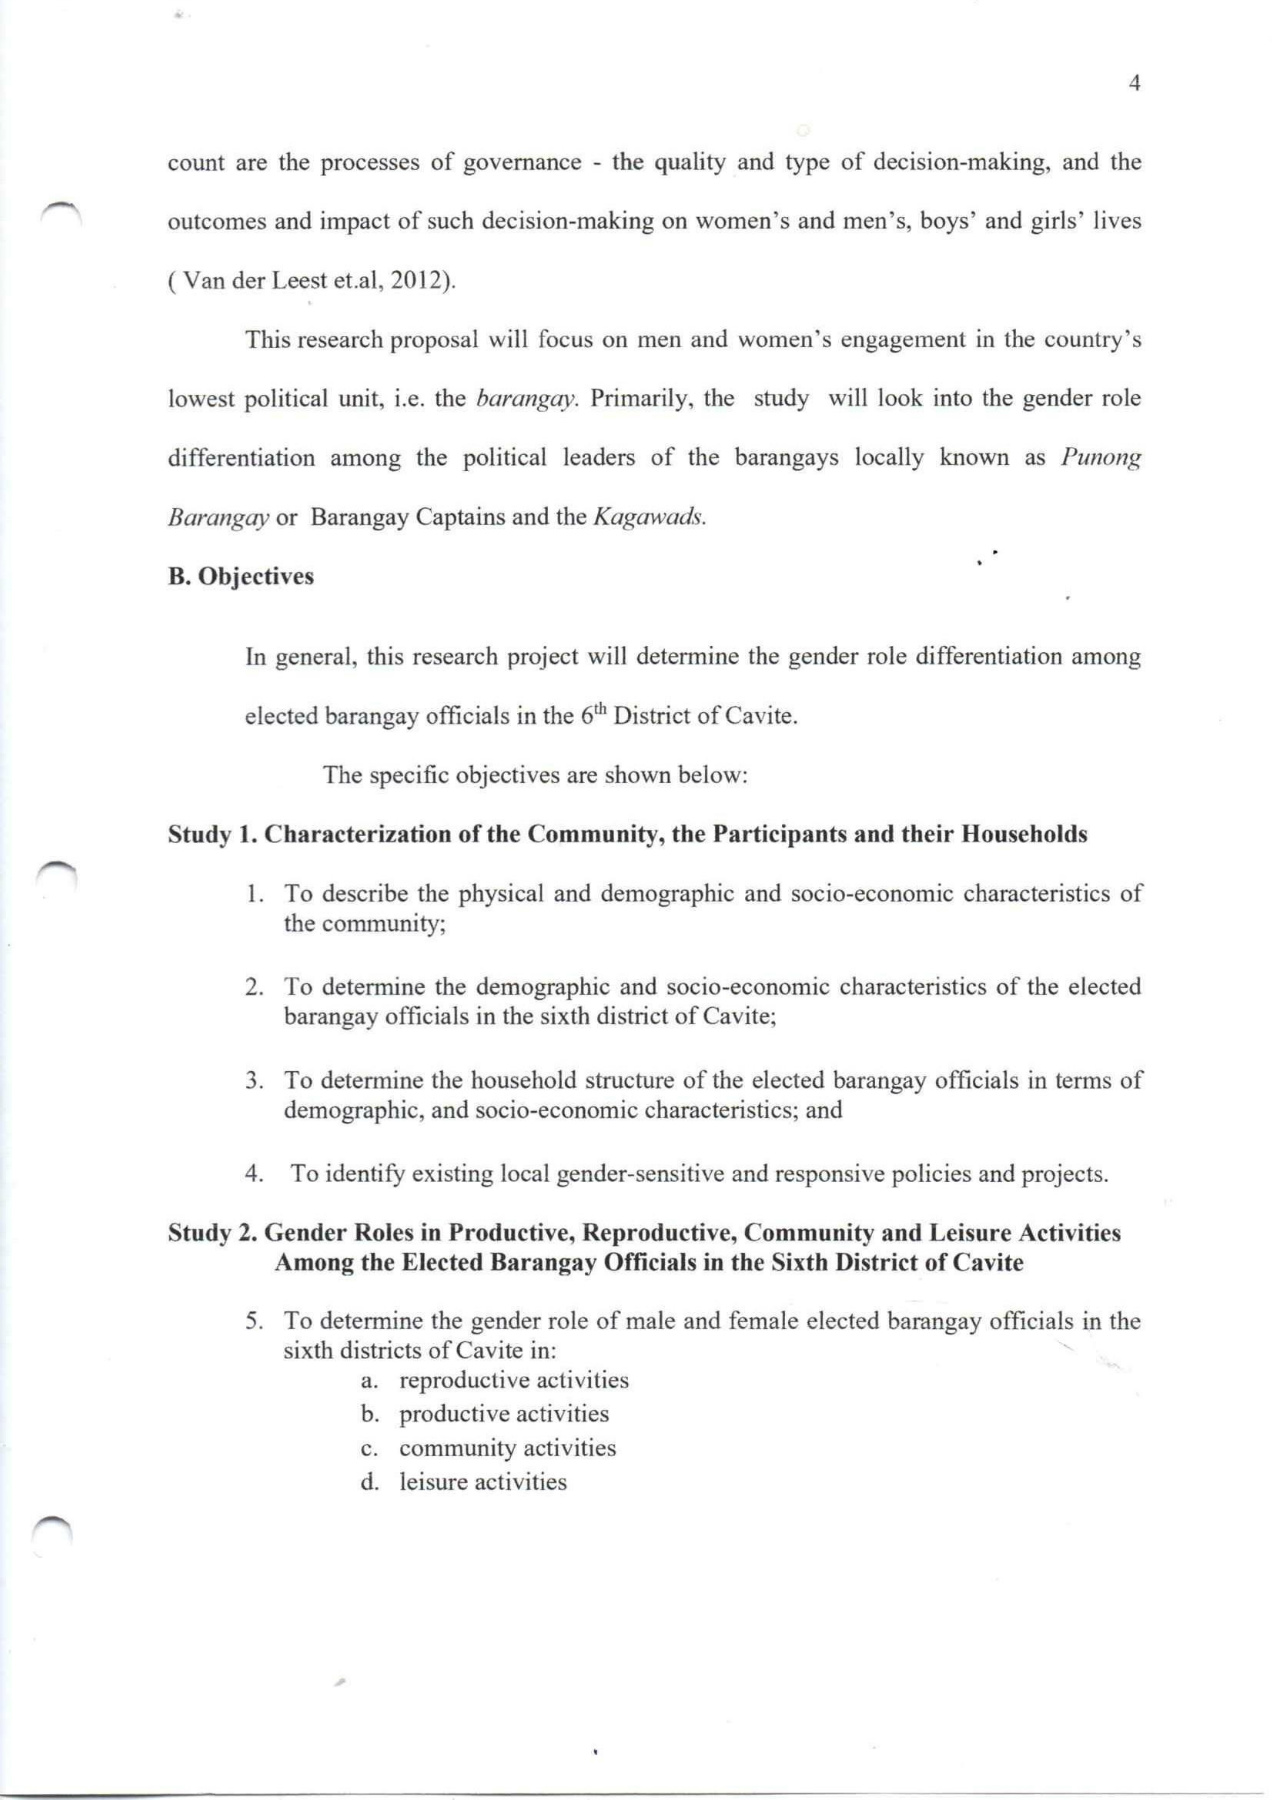 4
count are the processes of governance - the quality and type of decision-making, and the
outcomes and impact of such decision-making on women's and men's, boys' and girls' lives
( Van der Leest et.al, 2012).
This research proposal will focus on men and women's engagement in the country's
lowest political unit, i.e. the barangay. Primarily, the study will look into the gender role
differentiation among the political leaders of the barangays locally known as Punong
Barangay or Barangay Captains and the Kagawads.
B. Objectives
In general, this research project will determine the gender role differentiation among
elected barangay officials in the 6th District of Cavite.
The specific objectives are shown below:
Study 1. Characterization of the Community, the Participants and their Households
1. To describe the physical and demographic and socio-economic characteristics of
the community;
2. To determine the demographic and socio-economic characteristics of the elected
barangay officials in the sixth district of Cavite;
3. To determine the household structure of the elected barangay officials in terms of
demographic, and socio-economic characteristics; and
4. To identify existing local gender-sensitive and responsive policies and projects.
Study 2. Gender Roles in Productive, Reproductive, Community and Leisure Activities
Among the Elected Barangay Officials in the Sixth District of Cavite
5. To determine the gender role of male and female elected barangay officials in the
sixth districts of Cavite in:
a. reproductive activities
b. productive activities
c. community activities
d. leisure activities